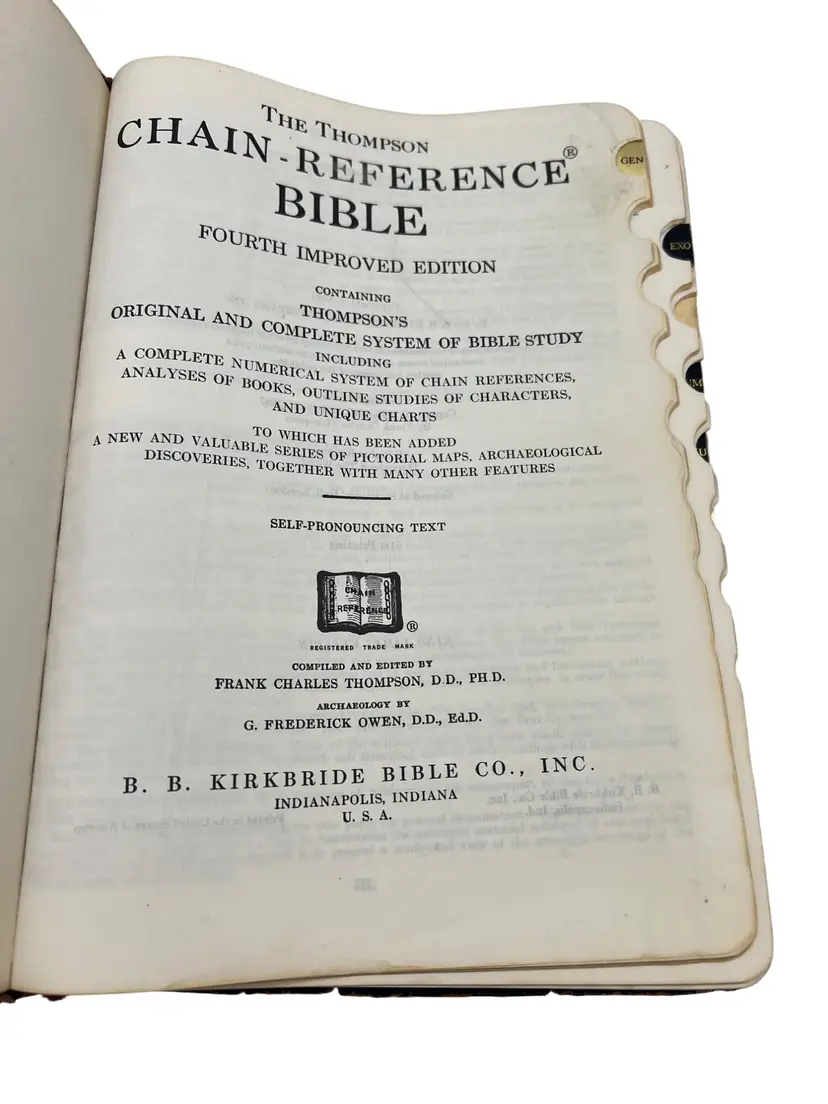 THE THOMPSON
CHAIN-REFERENCE®
BIBLE
FOURTH IMPROVED EDITION
CONTAINING
THOMPSON'S
ORIGINAL AND COMPLETE SYSTEM OF BIBLE STUDY
INCLUDING
A COMPLETE NUMERICAL SYSTEM OF CHAIN REFERENCES,
ANALYSES OF BOOKS, OUTLINE STUDIES OF CHARACTERS,
AND UNIQUE CHARTS
TO WHICH HAS BEEN ADDED
A NEW AND VALUABLE SERIES OF PICTORIAL MAPS, ARCHAEOLOGICAL
DISCOVERIES, TOGETHER WITH MANY OTHER FEATURES
SELF-PRONOUNCING TEXT
CHAIN
REFERENCE
®
REGISTERED TRADE MARK
COMPILED AND EDITED BY
FRANK CHARLES THOMPSON, D.D., PH.D.
ARCHAEOLOGY BY
G. FREDERICK OWEN, D.D., Ed.D.
B. B. KIRKBRIDE BIBLE CO., INC.
INDIANAPOLIS, INDIANA
U. S. A.
GEN
EXO